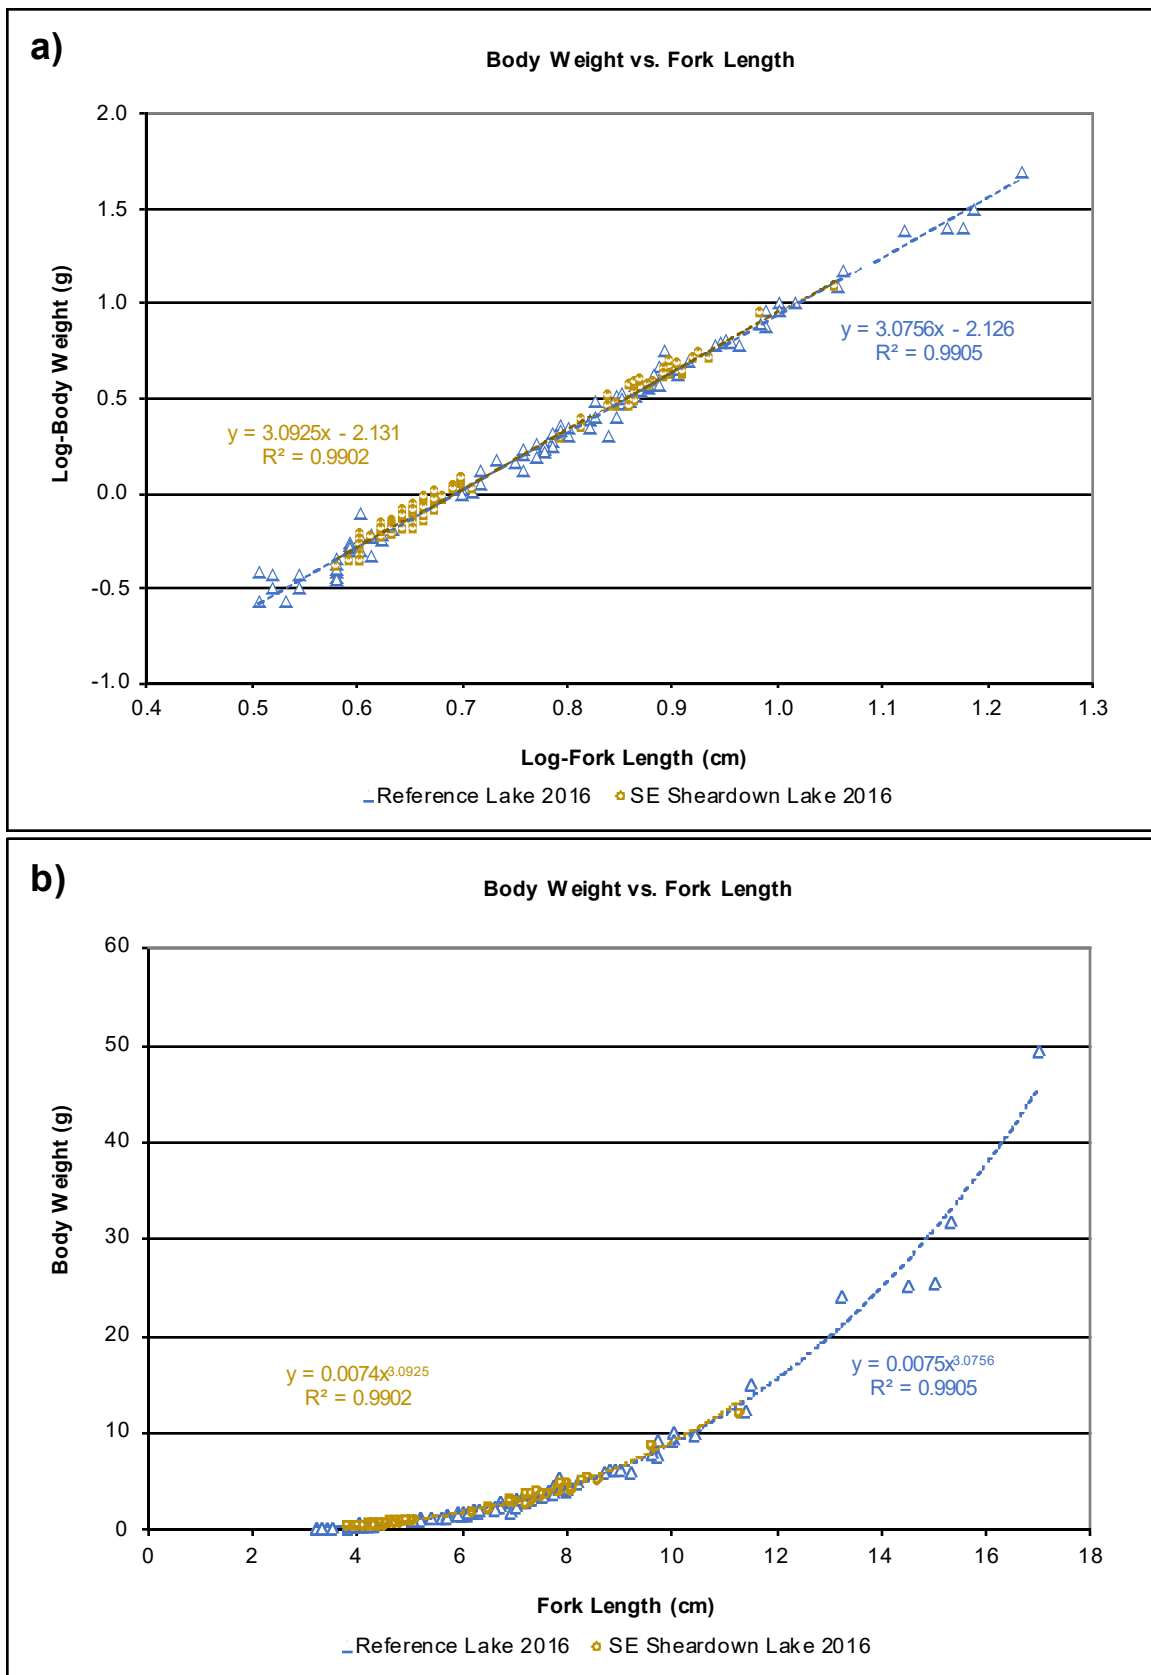 a)
Body Weight vs. Fork Length
2.0
1.5
1.0
0.5
0.0
-0.5
-1.0
Log-Body Weight (g)
y = 3.0756x - 2.126
R² = 0.9905
y = 3.0925x - 2.131
R² = 0.9902
0.4 0.5 0.6 0.7 0.8 0.9 1.0 1.1 1.2 1.3
Log-Fork Length (cm)
Reference Lake 2016 SE Sheardown Lake 2016
b)
Body Weight vs. Fork Length
60
50
40
30
20
10
0
Body Weight (g)
y = 0.0074x^3.0925
R² = 0.9902
y = 0.0075x^3.0756
R² = 0.9905
0 2 4 6 8 10 12 14 16 18
Fork Length (cm)
Reference Lake 2016 SE Sheardown Lake 2016